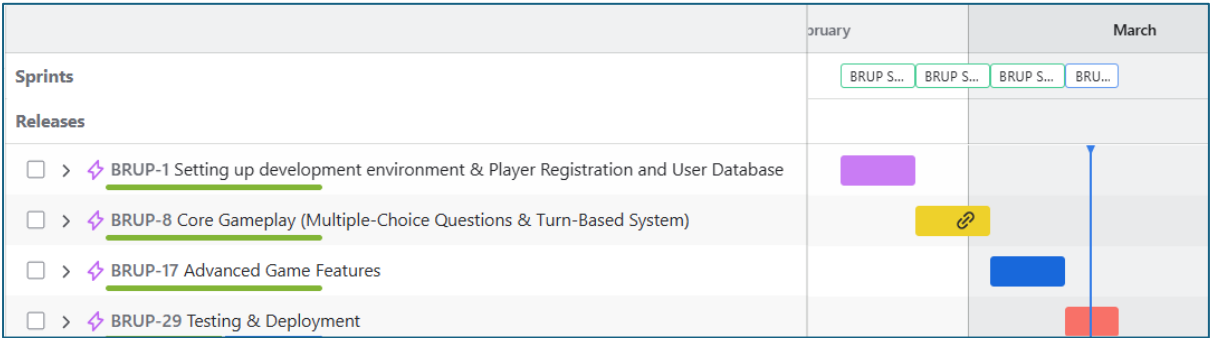 bruary March
Sprints BRUP S... BRUP S... BRUP S... BRU...
Releases
BRUP-1 Setting up development environment & Player Registration and User Database
BRUP-8 Core Gameplay (Multiple-Choice Questions & Turn-Based System)
BRUP-17 Advanced Game Features
BRUP-29 Testing & Deployment